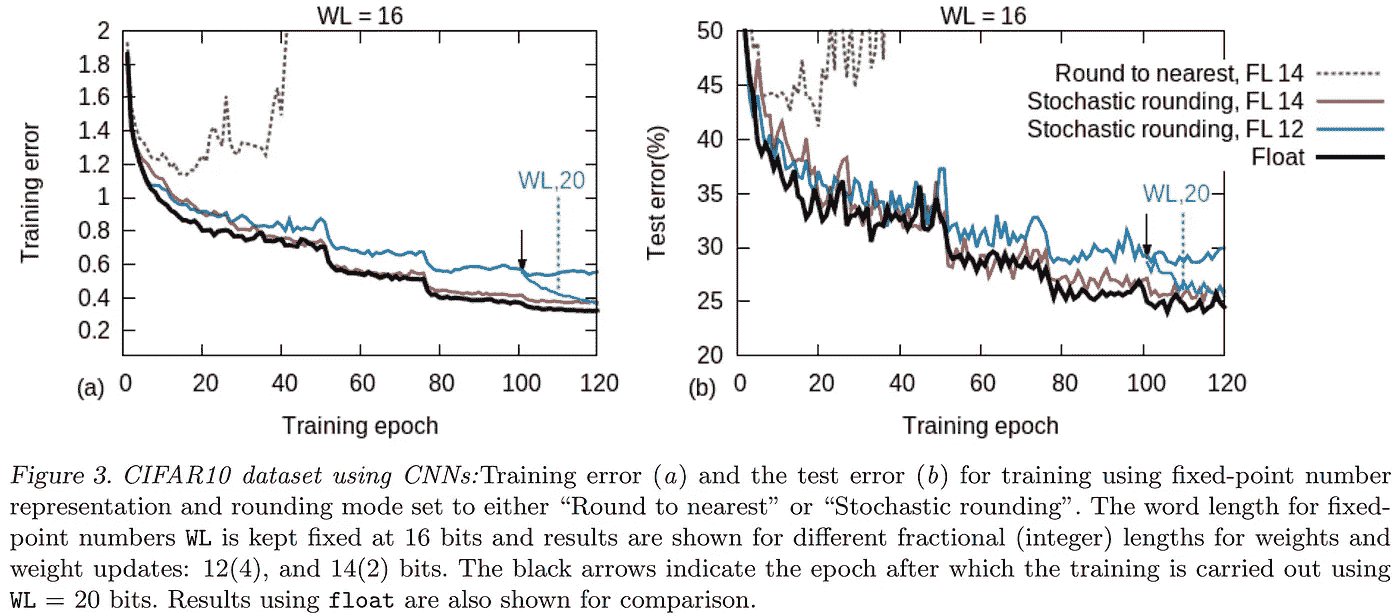 WL = 16
2
1.8
1.6
1.4
1.2
1
0.8
0.6
0.4
0.2
Training error
WL,20
(a)
0 20 40 60 80 100 120
Training epoch
WL = 16
50
45
40
35
30
25
20
Test error(%)
Round to nearest, FL 14
Stochastic rounding, FL 14
Stochastic rounding, FL 12
Float
WL,20
(b)
0 20 40 60 80 100 120
Training epoch
Figure 3. CIFAR10 dataset using CNNs:Training error (a) and the test error (b) for training using fixed-point number
representation and rounding mode set to either “Round to nearest” or “Stochastic rounding”. The word length for fixed-
point numbers WL is kept fixed at 16 bits and results are shown for different fractional (integer) lengths for weights and
weight updates: 12(4), and 14(2) bits. The black arrows indicate the epoch after which the training is carried out using
WL = 20 bits. Results using float are also shown for comparison.